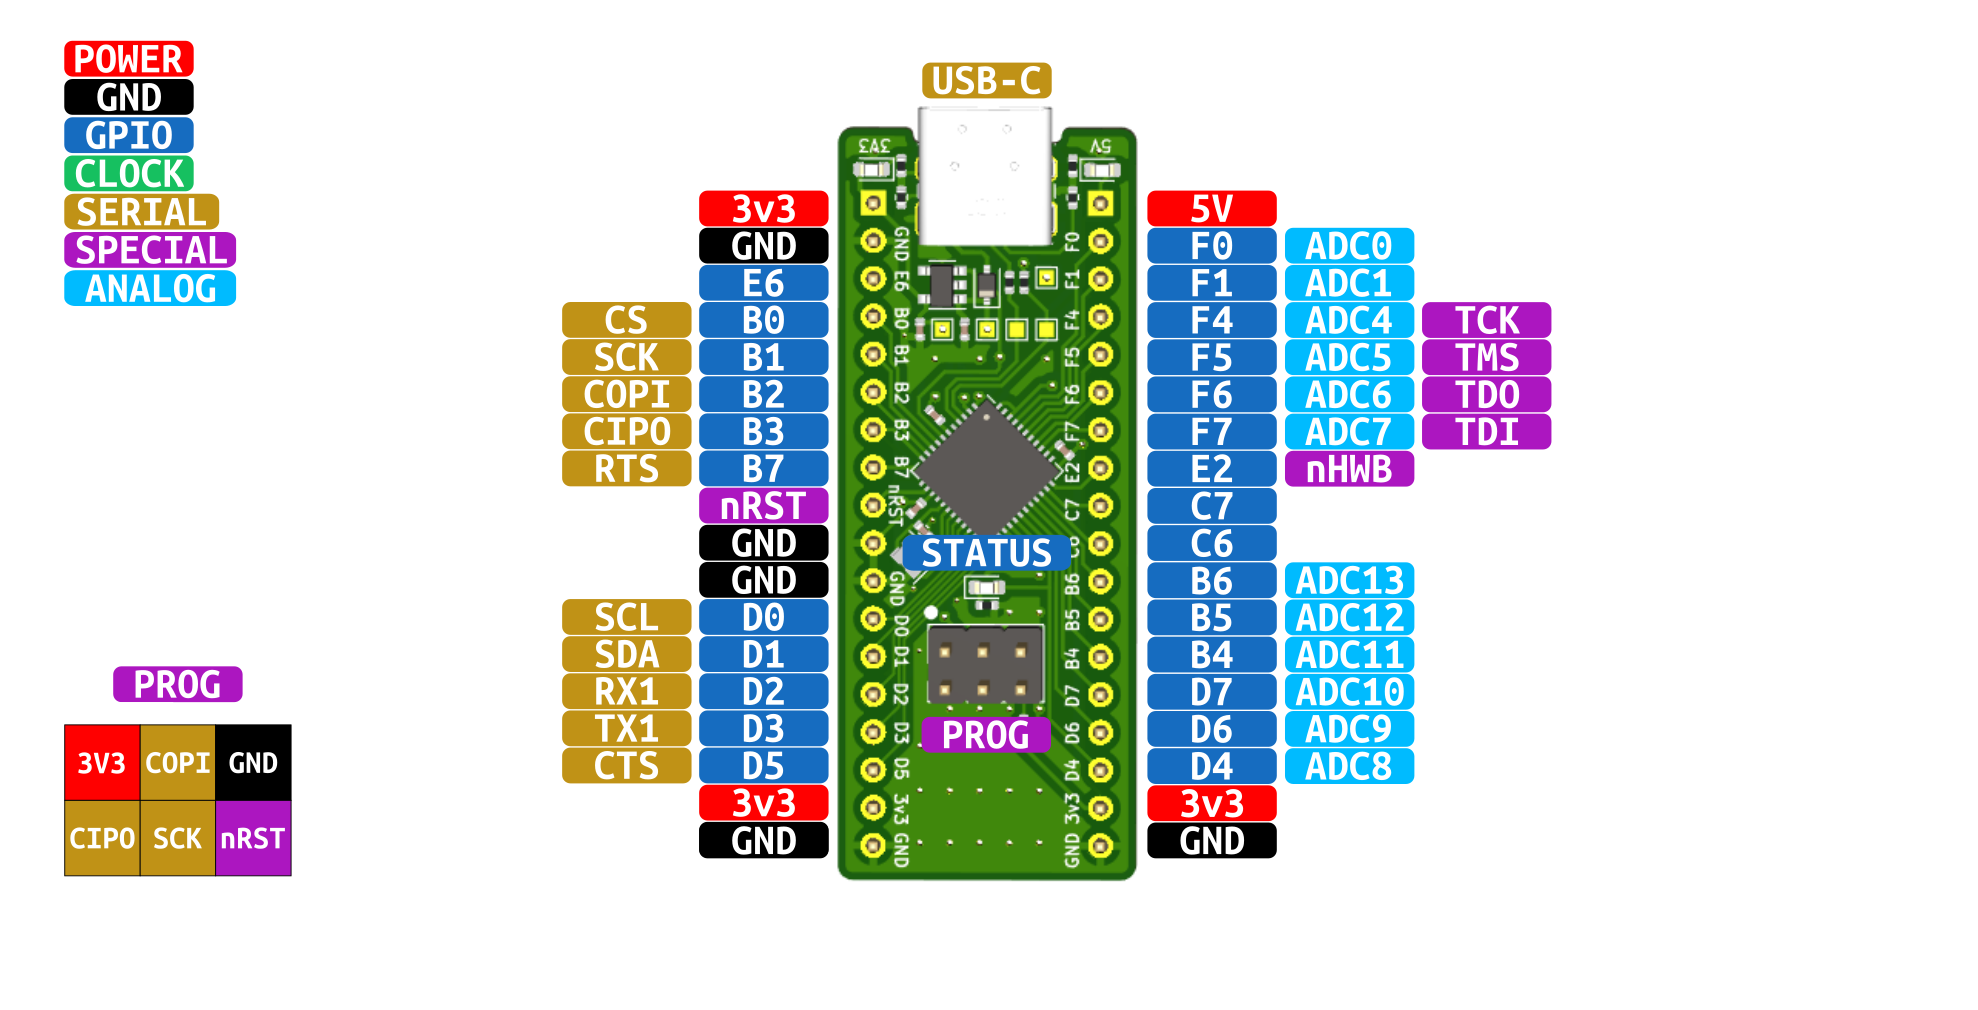 POWER
GND
GPIO
CLOCK
SERIAL
SPECIAL
ANALOG
USB-C
3V3
5V
3v3
5V
GND
F0 ADC0
E6
F1 ADC1
CS B0
F4 ADC4 TCK
SCK B1
F5 ADC5 TMS
COPI B2
F6 ADC6 TDO
CIPO B3
F7 ADC7 TDI
RTS B7
E2 nHWB
nRST
C7
GND
C6
GND
B6 ADC13
SCL D0
B5 ADC12
SDA D1
B4 ADC11
RX1 D2
D7 ADC10
TX1 D3
D6 ADC9
CTS D5
D4 ADC8
3v3
3v3
GND
GND
GND
E6
B0
B1
B2
B3
B7
nRST
GND
D0
D1
D2
D3
D5
3v3
GND
F0
F1
F4
F5
F6
F7
E2
C7
C6
B6
B5
B4
D7
D6
D4
3v3
GND
STATUS
PROG
PROG
3V3 COPI GND
CIPO SCK nRST